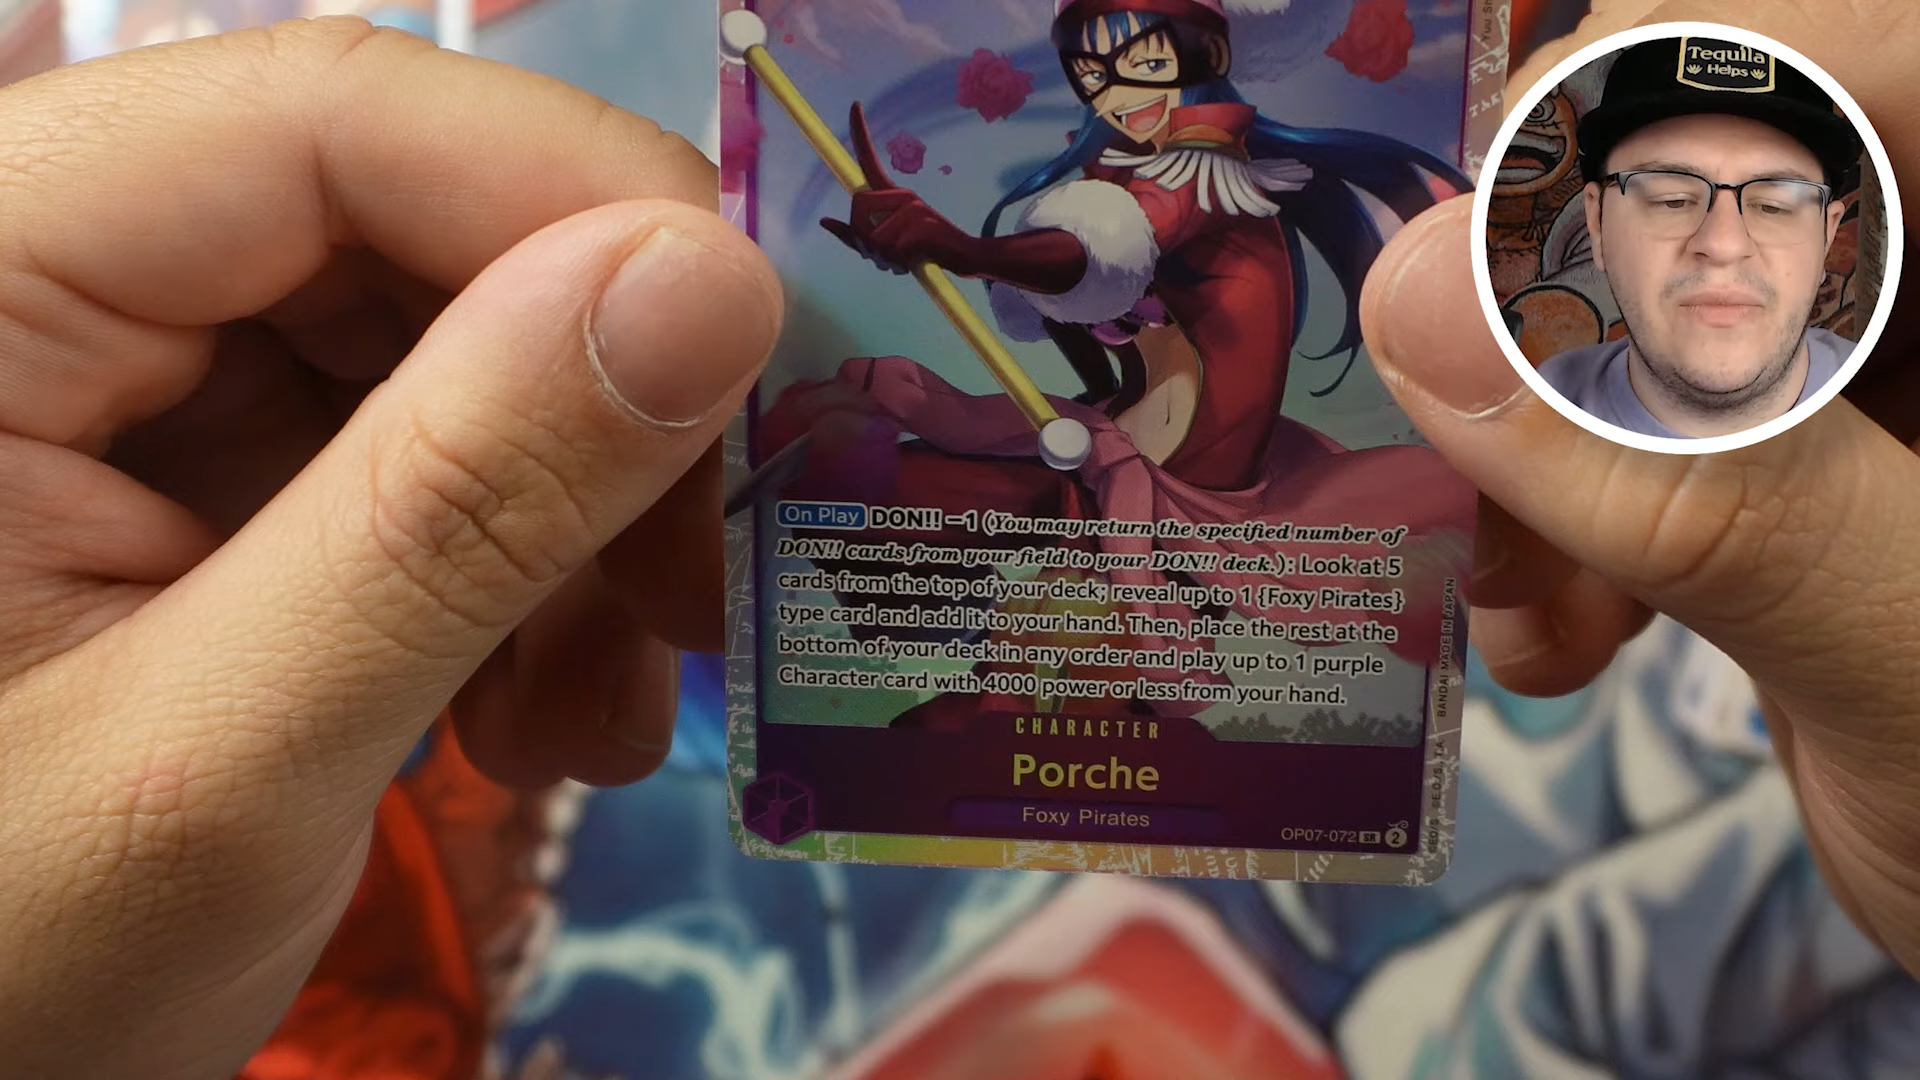 Tequila
Helps
On Play DON!! −1 (You may return the specified number of
DON!! cards from your field to your DON!! deck.): Look at 5
cards from the top of your deck; reveal up to 1 {Foxy Pirates}
type card and add it to your hand. Then, place the rest at the
bottom of your deck in any order and play up to 1 purple
Character card with 4000 power or less from your hand.
CHARACTER
Porche
Foxy Pirates
OP07-072 SR 2
BANDAI MADE IN JAPAN